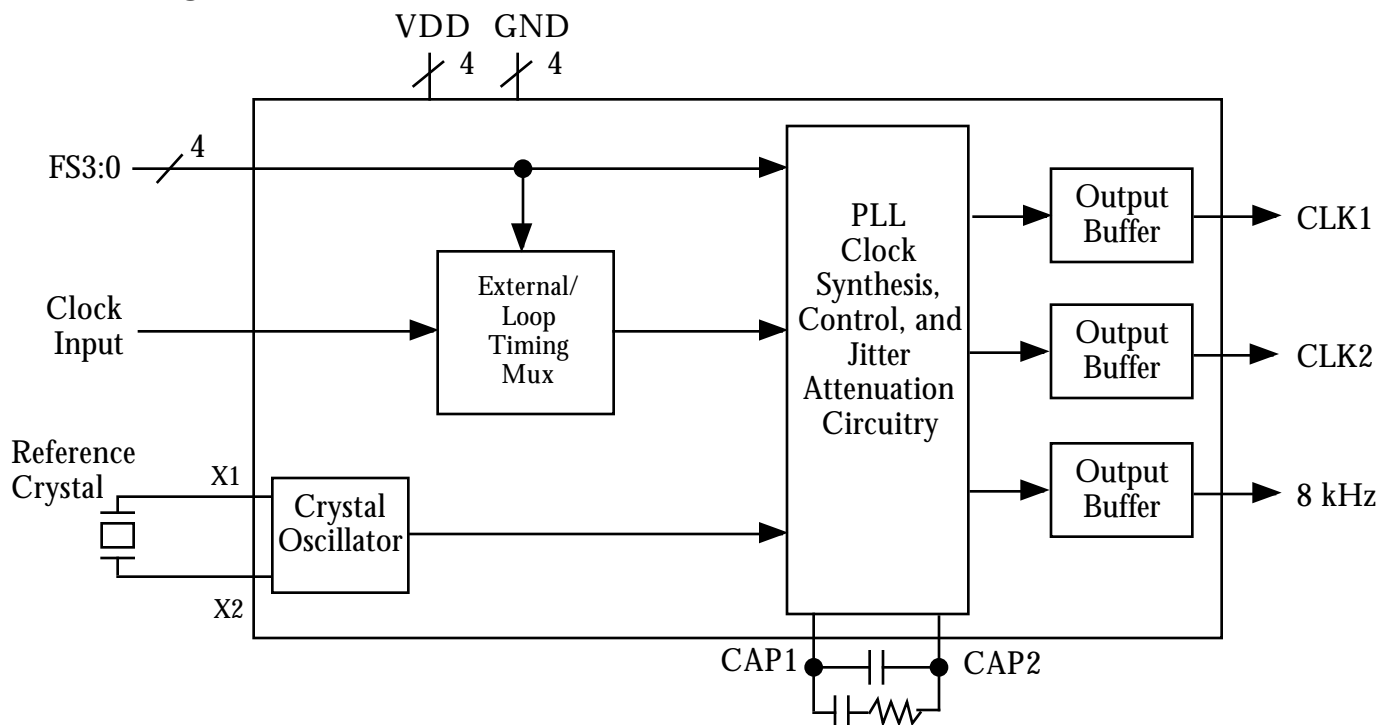 VDD GND
4 4
FS3:0
4
Clock
Input
External/
Loop
Timing
Mux
PLL
Clock
Synthesis,
Control, and
Jitter
Attenuation
Circuitry
Output
Buffer
CLK1
Output
Buffer
CLK2
Output
Buffer
8 kHz
Reference
Crystal
X1
X2
Crystal
Oscillator
CAP1
CAP2